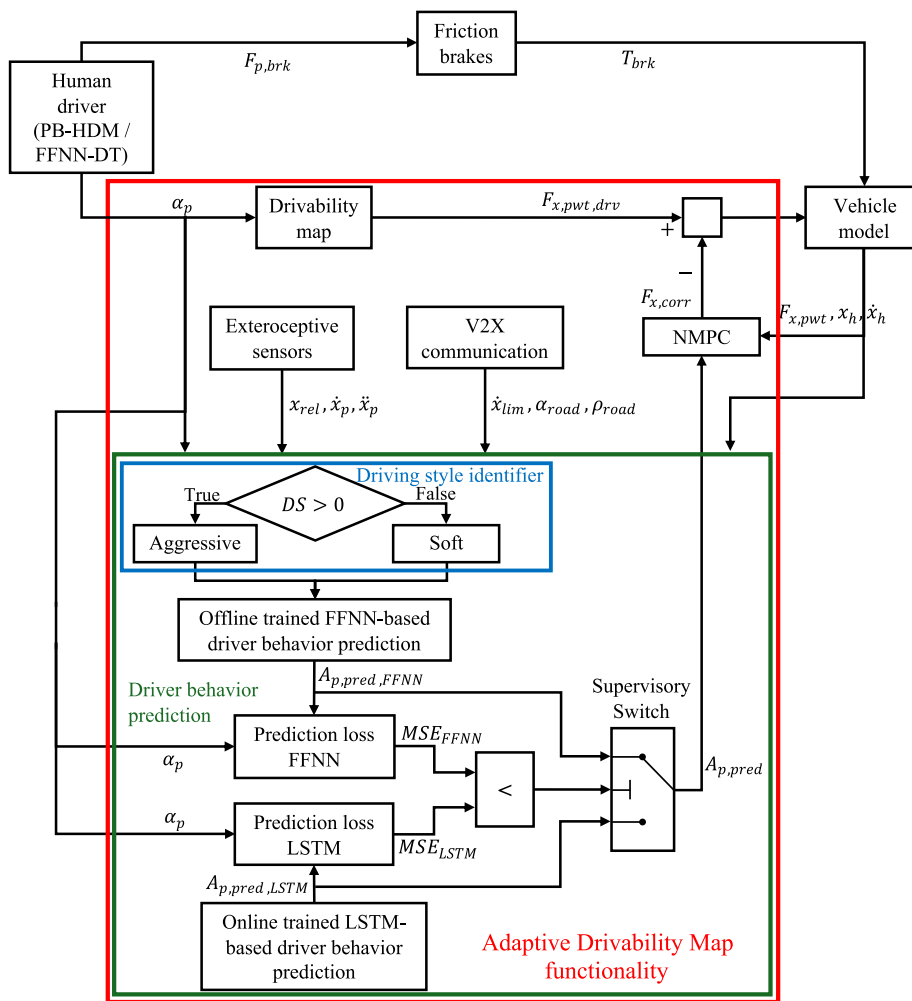 Friction
brakes
F_{p,brk}
T_{brk}
Human
driver
(PB-HDM /
FFNN-DT)
α_p
Drivability
map
F_{x,pwt,drv}
+
−
Vehicle
model
F_{x,corr}
F_{x,pwt}, x_h, ẋ_h
NMPC
Exteroceptive
sensors
V2X
communication
x_{rel}, ẋ_p, ẍ_p
ẋ_{lim}, α_{road}, ρ_{road}
Driving style identifier
True
DS > 0
False
Aggressive
Soft
Offline trained FFNN-based
driver behavior prediction
A_{p,pred,FFNN}
Driver behavior
prediction
Supervisory
Switch
Prediction loss
FFNN
MSE_{FFNN}
α_p
<
A_{p,pred}
α_p
Prediction loss
LSTM
MSE_{LSTM}
A_{p,pred,LSTM}
Online trained LSTM-
based driver behavior
prediction
Adaptive Drivability Map
functionality